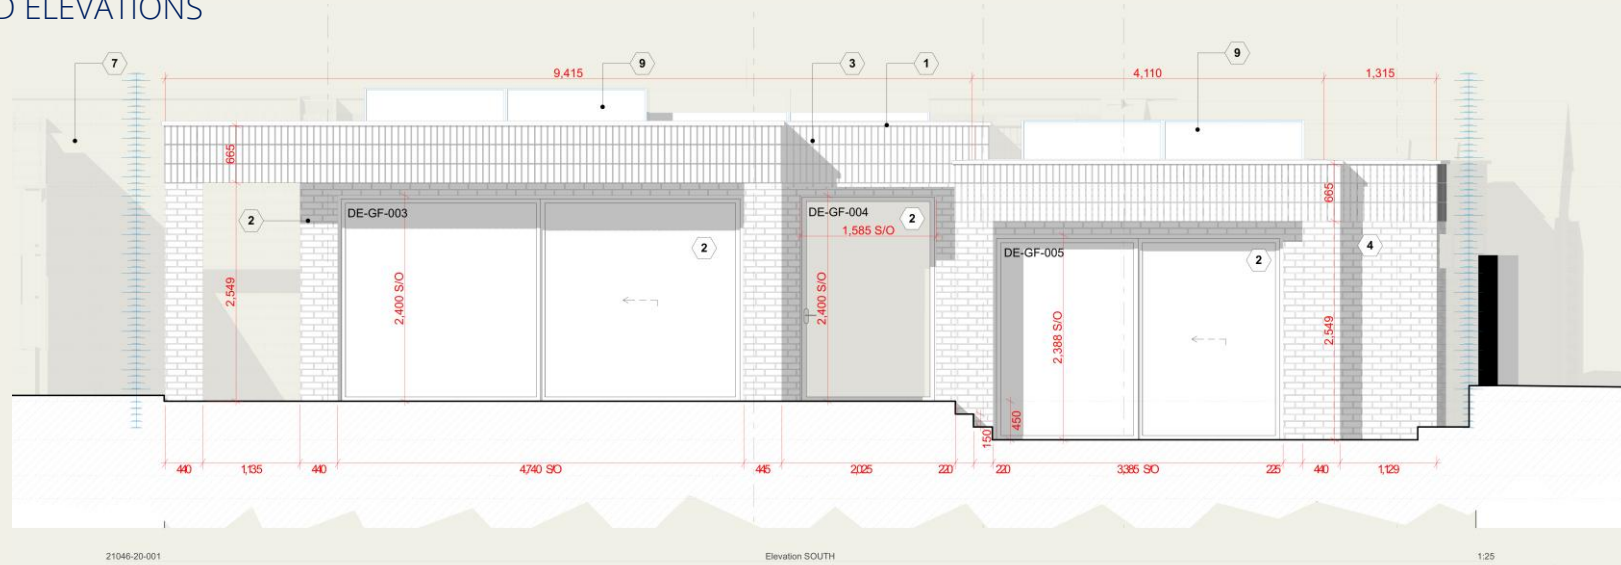 D ELEVATIONS
7
9
3
1
9
9,415
4,110
1,315
665
665
2
DE-GF-003
DE-GF-004
2
1,585 S/O
2
DE-GF-005
2
4
2,549
2,400 S/O
2,400 S/O
2,388 S/O
2,549
450
150
440
1,135
440
4,740 S/O
445
2,025
220
220
3,385 S/O
225
440
1,129
21046-20-001
Elevation SOUTH
1:25